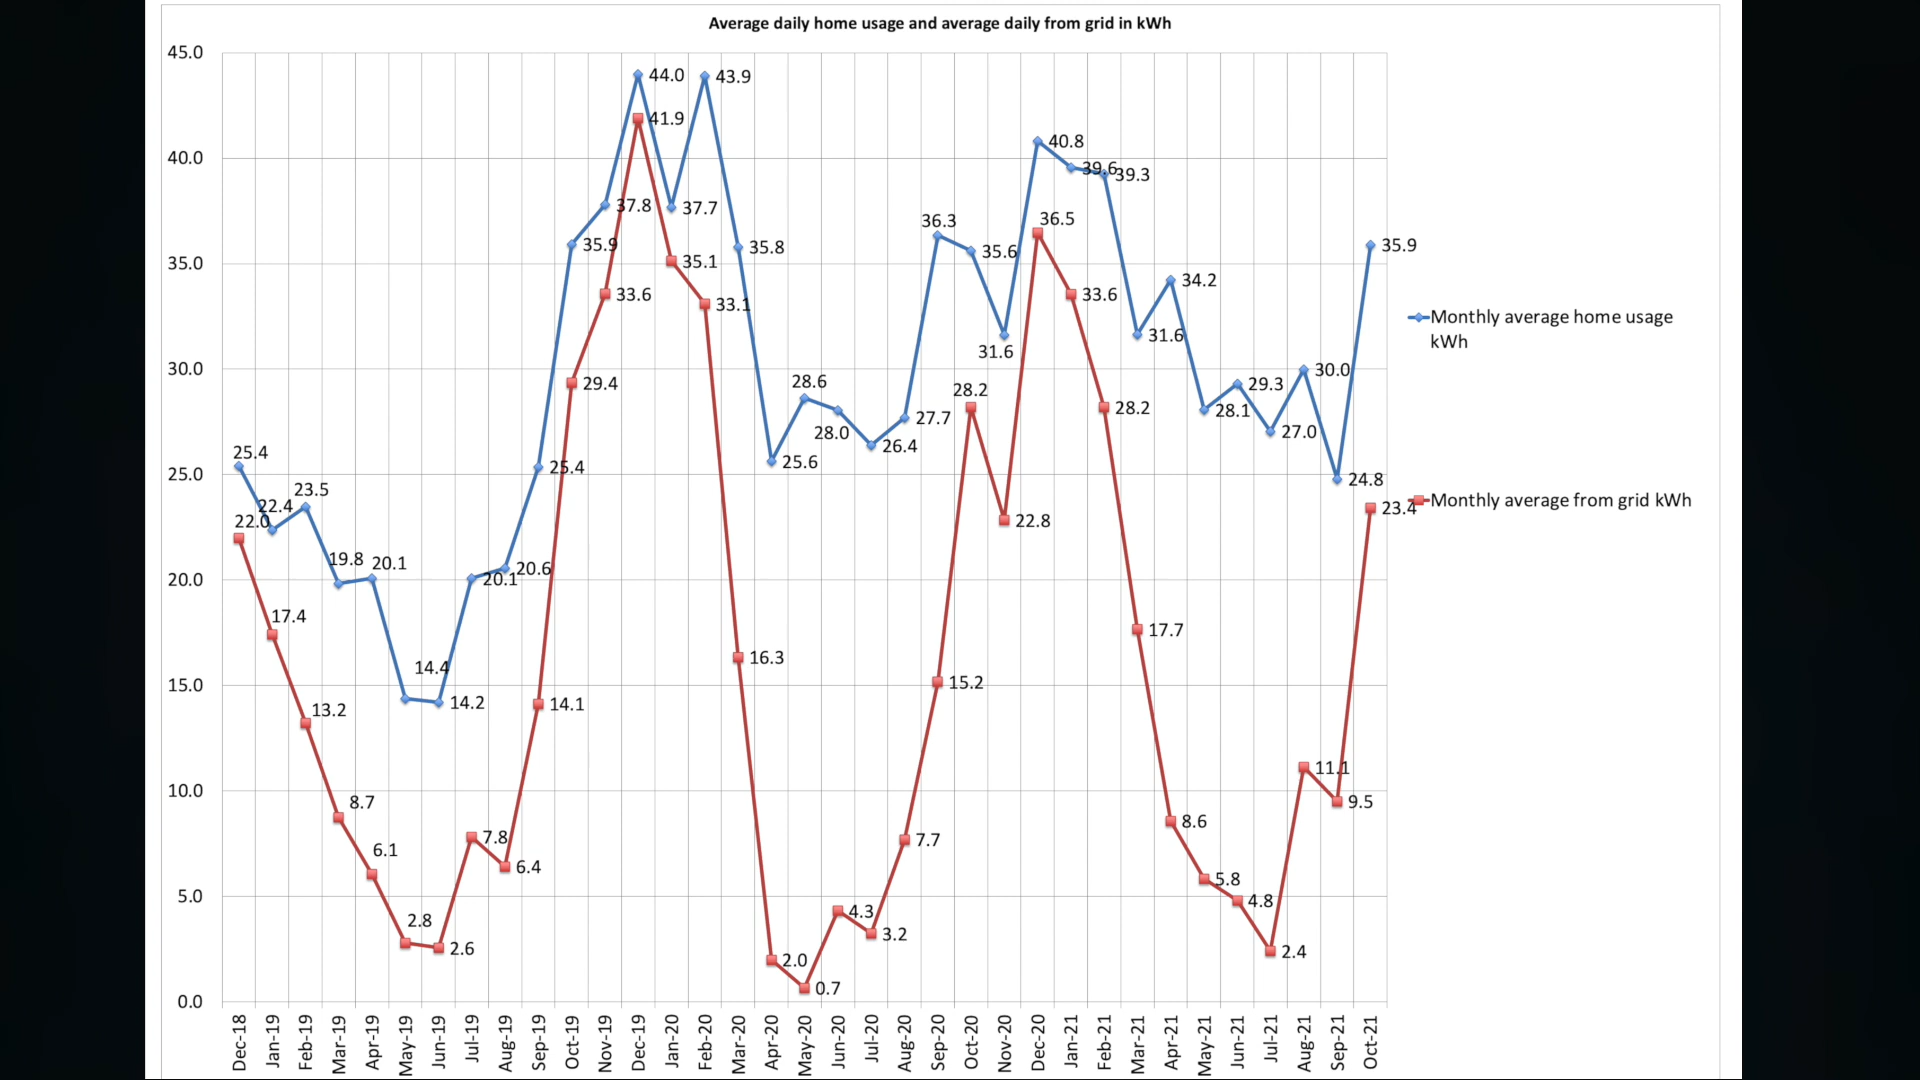 Average daily home usage and average daily from grid in kWh
45.0
40.0
35.0
30.0
25.0
20.0
15.0
10.0
5.0
0.0
25.4
22.4
23.5
19.8
20.1
14.4
14.2
20.1
20.6
25.4
35.9
37.8
44.0
37.7
43.9
35.8
25.6
28.6
28.0
26.4
27.7
36.3
35.6
31.6
40.8
39.6
39.3
31.6
34.2
28.1
29.3
27.0
30.0
24.8
35.9
22.0
17.4
13.2
8.7
6.1
2.8
2.6
7.8
6.4
14.1
29.4
33.6
41.9
35.1
33.1
16.3
2.0
0.7
4.3
3.2
7.7
15.2
28.2
22.8
36.5
33.6
28.2
17.7
8.6
5.8
4.8
2.4
11.1
9.5
23.4
Monthly average home usage
kWh
Monthly average from grid kWh
Dec-18
Jan-19
Feb-19
Mar-19
Apr-19
May-19
Jun-19
Jul-19
Aug-19
Sep-19
Oct-19
Nov-19
Dec-19
Jan-20
Feb-20
Mar-20
Apr-20
May-20
Jun-20
Jul-20
Aug-20
Sep-20
Oct-20
Nov-20
Dec-20
Jan-21
Feb-21
Mar-21
Apr-21
May-21
Jun-21
Jul-21
Aug-21
Sep-21
Oct-21